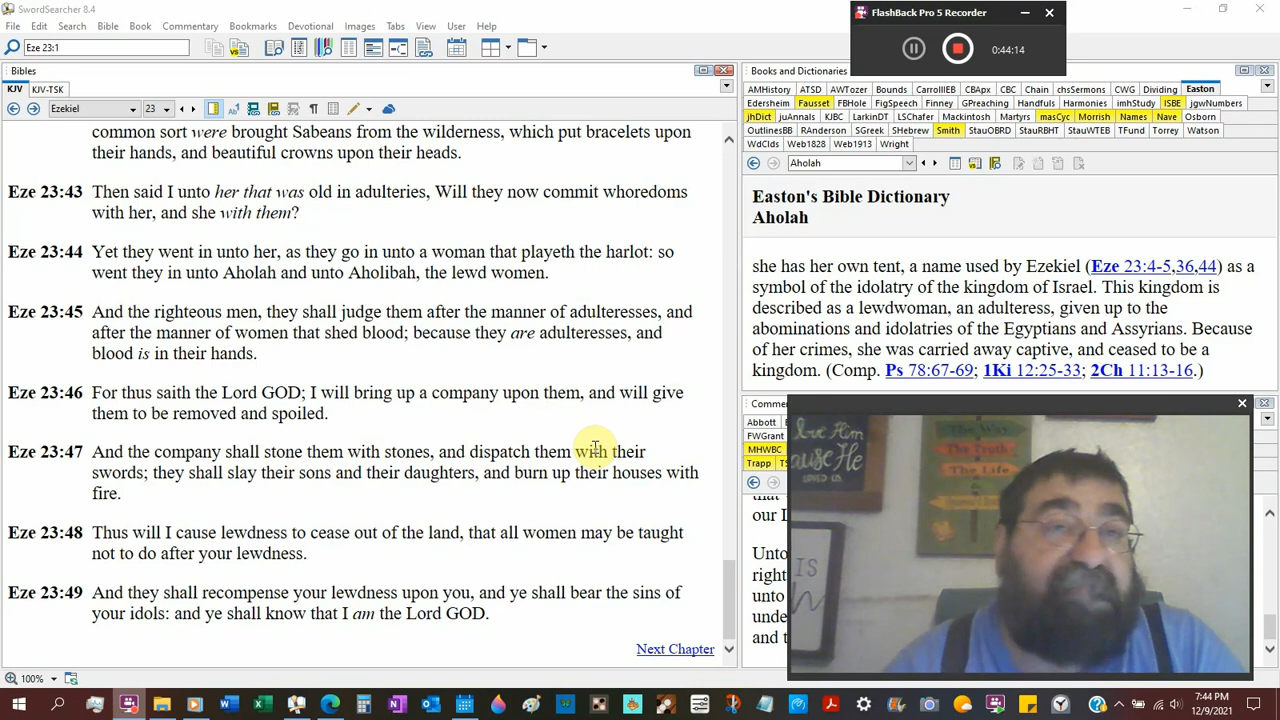 SwordSearcher 8.4
File Edit Search Book Commentary Bookmarks Devotional Images Tabs View User Help
Eze 23:1
FlashBack Pro 5 Recorder
0:44:14
Bibles
KJV KJV-TSK
Ezekiel 23
common sort were brought Sabeans from the wilderness, which put bracelets upon
their hands, and beautiful crowns upon their heads.
Eze 23:43 Then said I unto her that was old in adulteries, Will they now commit whoredoms
with her, and she with them?
Eze 23:44 Yet they went in unto her, as they go in unto a woman that playeth the harlot: so
went they in unto Aholah and unto Aholibah, the lewd women.
Eze 23:45 And the righteous men, they shall judge them after the manner of adulteresses, and
after the manner of women that shed blood; because they are adulteresses, and
blood is in their hands.
Eze 23:46 For thus saith the Lord GOD; I will bring up a company upon them, and will give
them to be removed and spoiled.
Eze 23:47 And the company shall stone them with stones, and dispatch them with their
swords; they shall slay their sons and their daughters, and burn up their houses with
fire.
Eze 23:48 Thus will I cause lewdness to cease out of the land, that all women may be taught
not to do after your lewdness.
Eze 23:49 And they shall recompense your lewdness upon you, and ye shall bear the sins of
your idols: and ye shall know that I am the Lord GOD.
Next Chapter
100%
Books and Dictionaries
AMHistory ATSD AWTozer Bounds CarrollIEB CBApx CBC Chain chsSermons CWG Dividing Easton
Edersheim Fausset FBHole FigSpeech Finney GPreaching Handfuls Harmonies imhStudy ISBE jgwNumbers
jhDict juAnnals KJBC LarkinDT LSChafer Mackintosh Martyrs masCyc Morrish Names Nave Osborn
OutlinesBB RAnderson SGreek SHebrew Smith StauOBRD StauRBHT StauWTEB TFund Torrey Watson
WdClds Web1828 Web1913 Wright
Aholah
Easton's Bible Dictionary
Aholah
she has her own tent, a name used by Ezekiel (Eze 23:4-5,36,44) as a
symbol of the idolatry of the kingdom of Israel. This kingdom is
described as a lewdwoman, an adulteress, given up to the
abominations and idolatries of the Egyptians and Assyrians. Because
of her crimes, she was carried away captive, and ceased to be a
kingdom. (Comp. Ps 78:67-69; 1Ki 12:25-33; 2Ch 11:13-16.)
Abbott
FWGrant
MHWBC
Trapp
our
Unto
right
unto
unde
and
Love Him
cause He
LOVED US.
The Way
IS
7:44 PM
12/9/2021